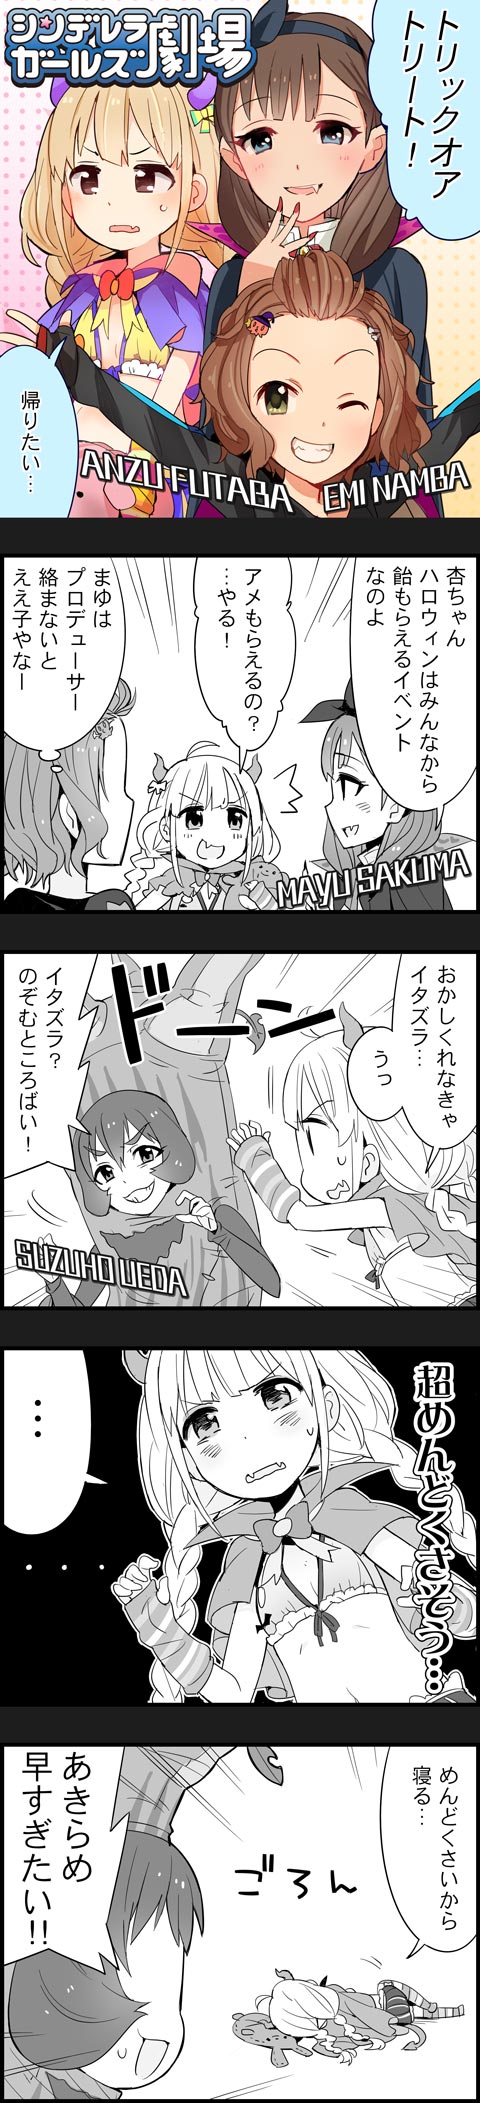 シンデレラ
ガールズ劇場
トリックオア
トリート!
帰りたい…
ANZU FUTABA
EMI NAMBA
杏ちゃん
ハロウィンはみんなから
飴もらえるイベント
なのよ
アメもらえるの?
…やる!
まゆは
プロデューサー
絡まないと
ええ子やなー
MAYU SAKUMA
おかしくれなきゃ
イタズラ…
うっ
ドーン
イタズラ?
のぞむところばい!
SUZUHO UEDA
超めんどくさそう…
…
・・・・
めんどくさいから
寝る…
ごろん
あきらめ
早すぎたい!!